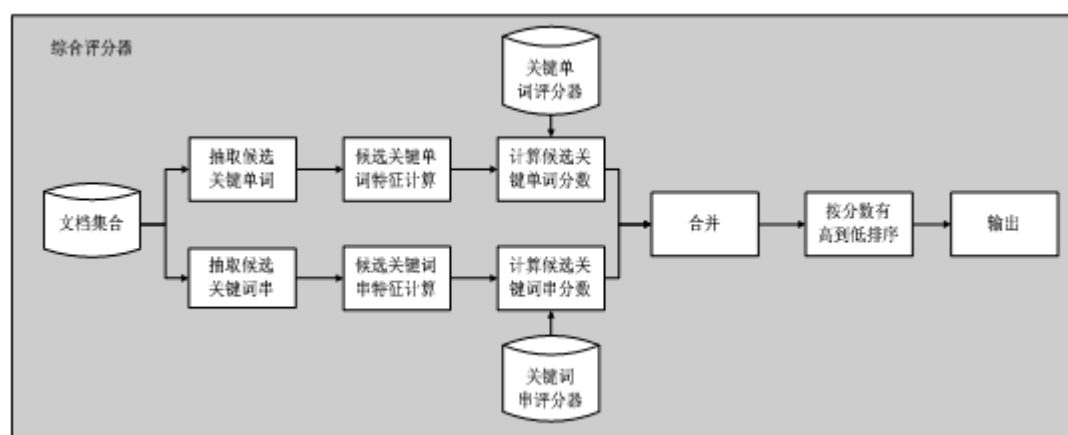 综合评分器
关键单
词评分器
抽取候选
关键单词
候选关键单
词特征计算
计算候选关
键单词分数
文档集合
合并
按分数有
高到低排序
输出
抽取候选
关键词串
候选关键词
串特征计算
计算候选关
键词串分数
关键词
串评分器